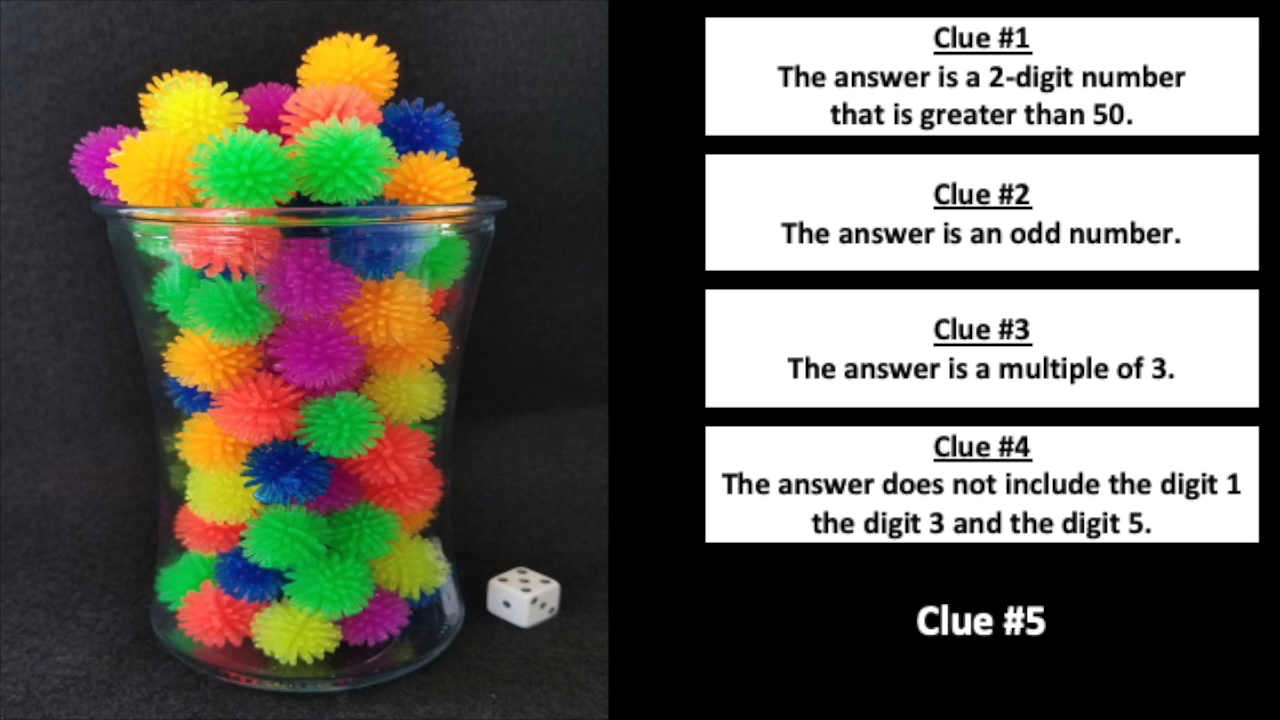 Clue #1
The answer is a 2-digit number
that is greater than 50.
Clue #2
The answer is an odd number.
Clue #3
The answer is a multiple of 3.
Clue #4
The answer does not include the digit 1
the digit 3 and the digit 5.
Clue #5